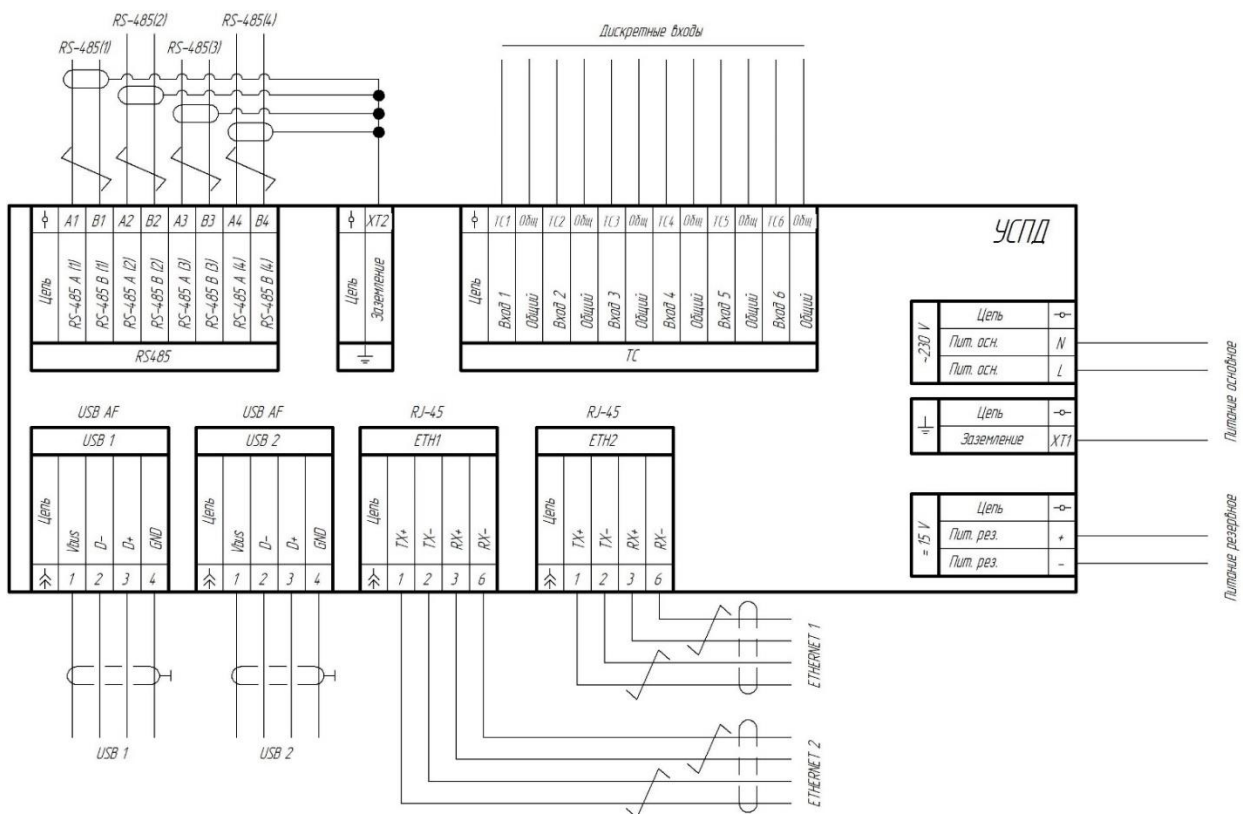 RS-485(2) RS-485(4)
RS-485(1) RS-485(3)
Дискретные входы
A1 B1 A2 B2 A3 B3 A4 B4
Цепь
RS-485 A (1)
RS-485 B (1)
RS-485 A (2)
RS-485 B (2)
RS-485 A (3)
RS-485 B (3)
RS-485 A (4)
RS-485 B (4)
RS485
XT2
Цепь
Заземление
TC1 Общ TC2 Общ TC3 Общ TC4 Общ TC5 Общ TC6 Общ
Цепь
Вход 1
Общий
Вход 2
Общий
Вход 3
Общий
Вход 4
Общий
Вход 5
Общий
Вход 6
Общий
TC
УСПД
~230 V
Цепь
Пит. осн. N
Пит. осн. L
Питание основное
Цепь
Заземление XT1
= 15 V
Цепь
Пит. рез. +
Пит. рез. -
Питание резервное
USB AF
USB 1
Цепь
Vbus
D-
D+
GND
1 2 3 4
USB 1
USB AF
USB 2
Цепь
Vbus
D-
D+
GND
1 2 3 4
USB 2
RJ-45
ETH1
Цепь
TX+
TX-
RX+
RX-
1 2 3 6
RJ-45
ETH2
Цепь
TX+
TX-
RX+
RX-
1 2 3 6
ETHERNET 1
ETHERNET 2